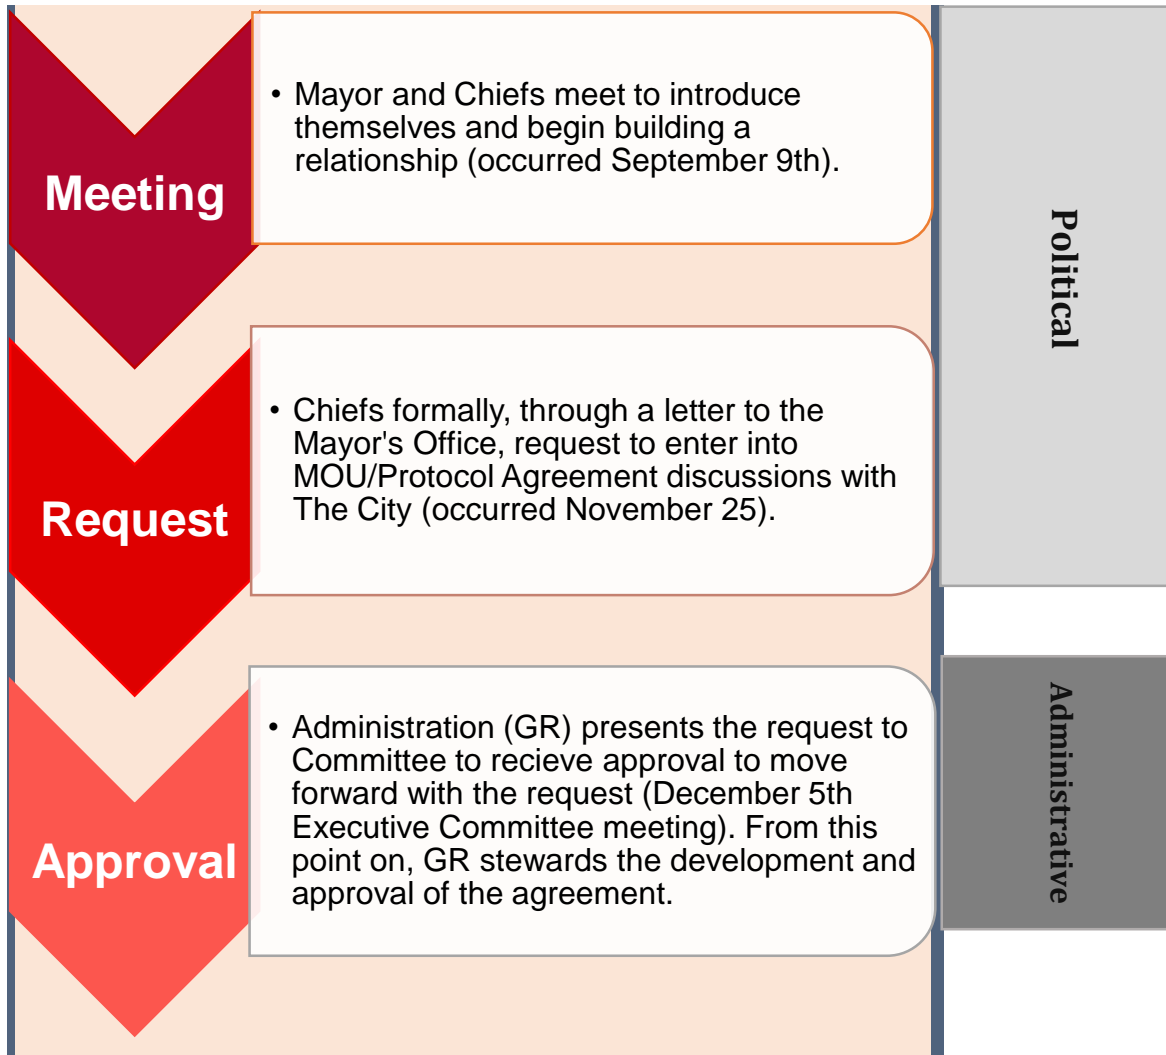 Meeting
• Mayor and Chiefs meet to introduce
themselves and begin building a
relationship (occurred September 9th).
Political
Request
• Chiefs formally, through a letter to the
Mayor's Office, request to enter into
MOU/Protocol Agreement discussions with
The City (occurred November 25).
Approval
• Administration (GR) presents the request to
Committee to recieve approval to move
forward with the request (December 5th
Executive Committee meeting). From this
point on, GR stewards the development and
approval of the agreement.
Administrative